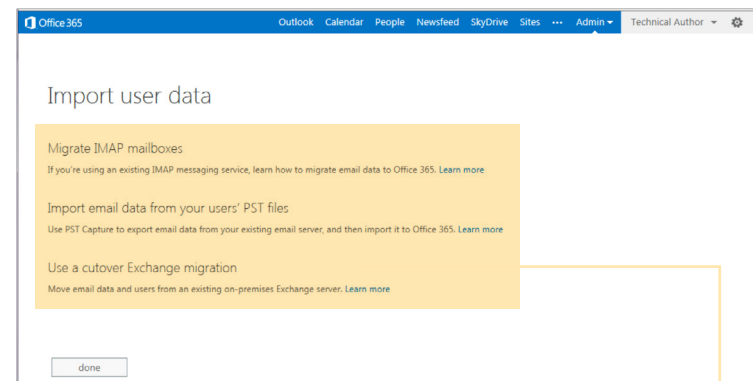 Office 365 Outlook Calendar People Newsfeed SkyDrive Sites ••• Admin Technical Author
Import user data
Migrate IMAP mailboxes
If you're using an existing IMAP messaging service, learn how to migrate email data to Office 365. Learn more
Import email data from your users' PST files
Use PST Capture to export email data from your existing email server, and then import it to Office 365. Learn more
Use a cutover Exchange migration
Move email data and users from an existing on-premises Exchange server. Learn more
done